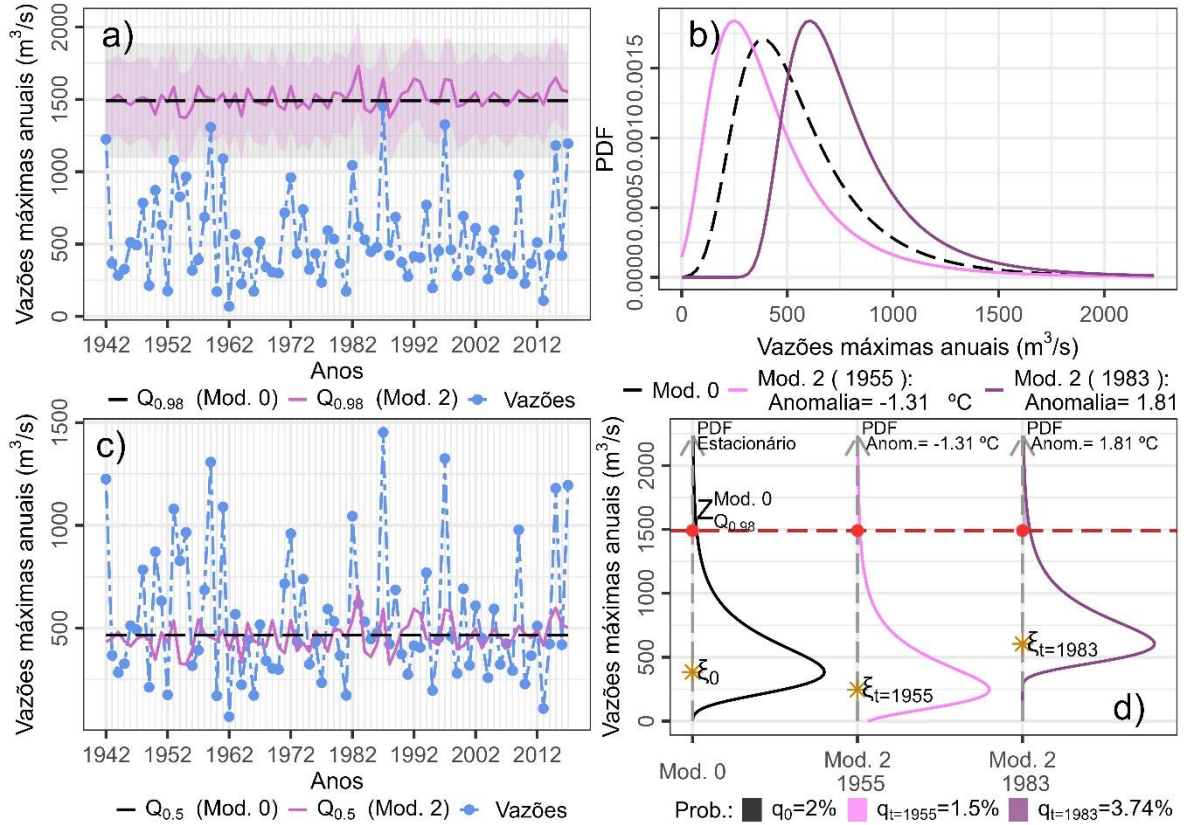 a)
Vazões máximas anuais (m³/s)
2000
1500
1000
500
0
1942 1952 1962 1972 1982 1992 2002 2012
Anos
Q0.98 (Mod. 0) Q0.98 (Mod. 2) Vazões
b)
PDF
0.0000 0.0005 0.0010 0.0015
0 500 1000 1500 2000
Vazões máximas anuais (m³/s)
Mod. 0 Mod. 2 ( 1955 ): Mod. 2 ( 1983 ):
Anomalia= -1.31 ºC Anomalia= 1.81
c)
Vazões máximas anuais (m³/s)
1500
1000
500
1942 1952 1962 1972 1982 1992 2002 2012
Anos
Q0.5 (Mod. 0) Q0.5 (Mod. 2) Vazões
d)
Vazões máximas anuais (m³/s)
2000
1500
1000
500
0
PDF PDF PDF
Estacionário Anom.= -1.31 ºC Anom.= 1.81 ºC
Z Mod. 0 Q0.98
ξ0
ξt=1955
ξt=1983
Mod. 0 Mod. 2 Mod. 2
1955 1983
Prob.: q0=2% qt=1955=1.5% qt=1983=3.74%